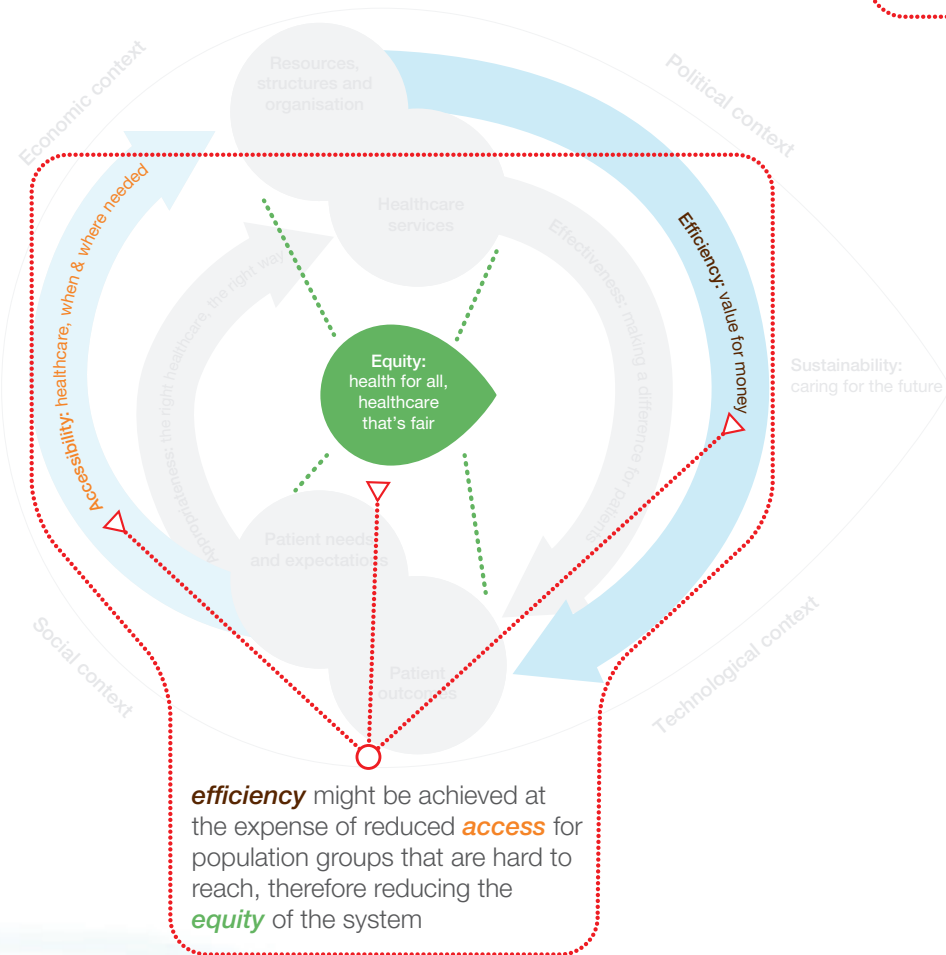 Economic context
Political context
Resources,
structures and
organisation
Healthcare
services
Accessibility: healthcare, when & where needed
Appropriateness: the right healthcare, the right way
Effectiveness: making a difference for patients
Efficiency: value for money
Equity:
health for all,
healthcare
that's fair
Sustainability:
caring for the future
Patient needs
and expectations
Patient
outcomes
Social context
Technological context
efficiency might be achieved at
the expense of reduced access for
population groups that are hard to
reach, therefore reducing the
equity of the system